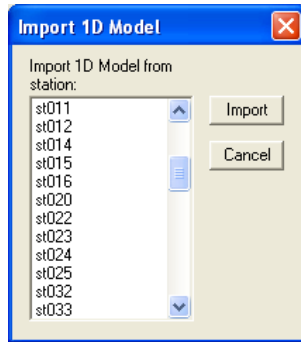 Import 1D Model
Import 1D Model from
station:
st011
st012
st014
st015
st016
st020
st022
st023
st024
st025
st032
st033
Import
Cancel